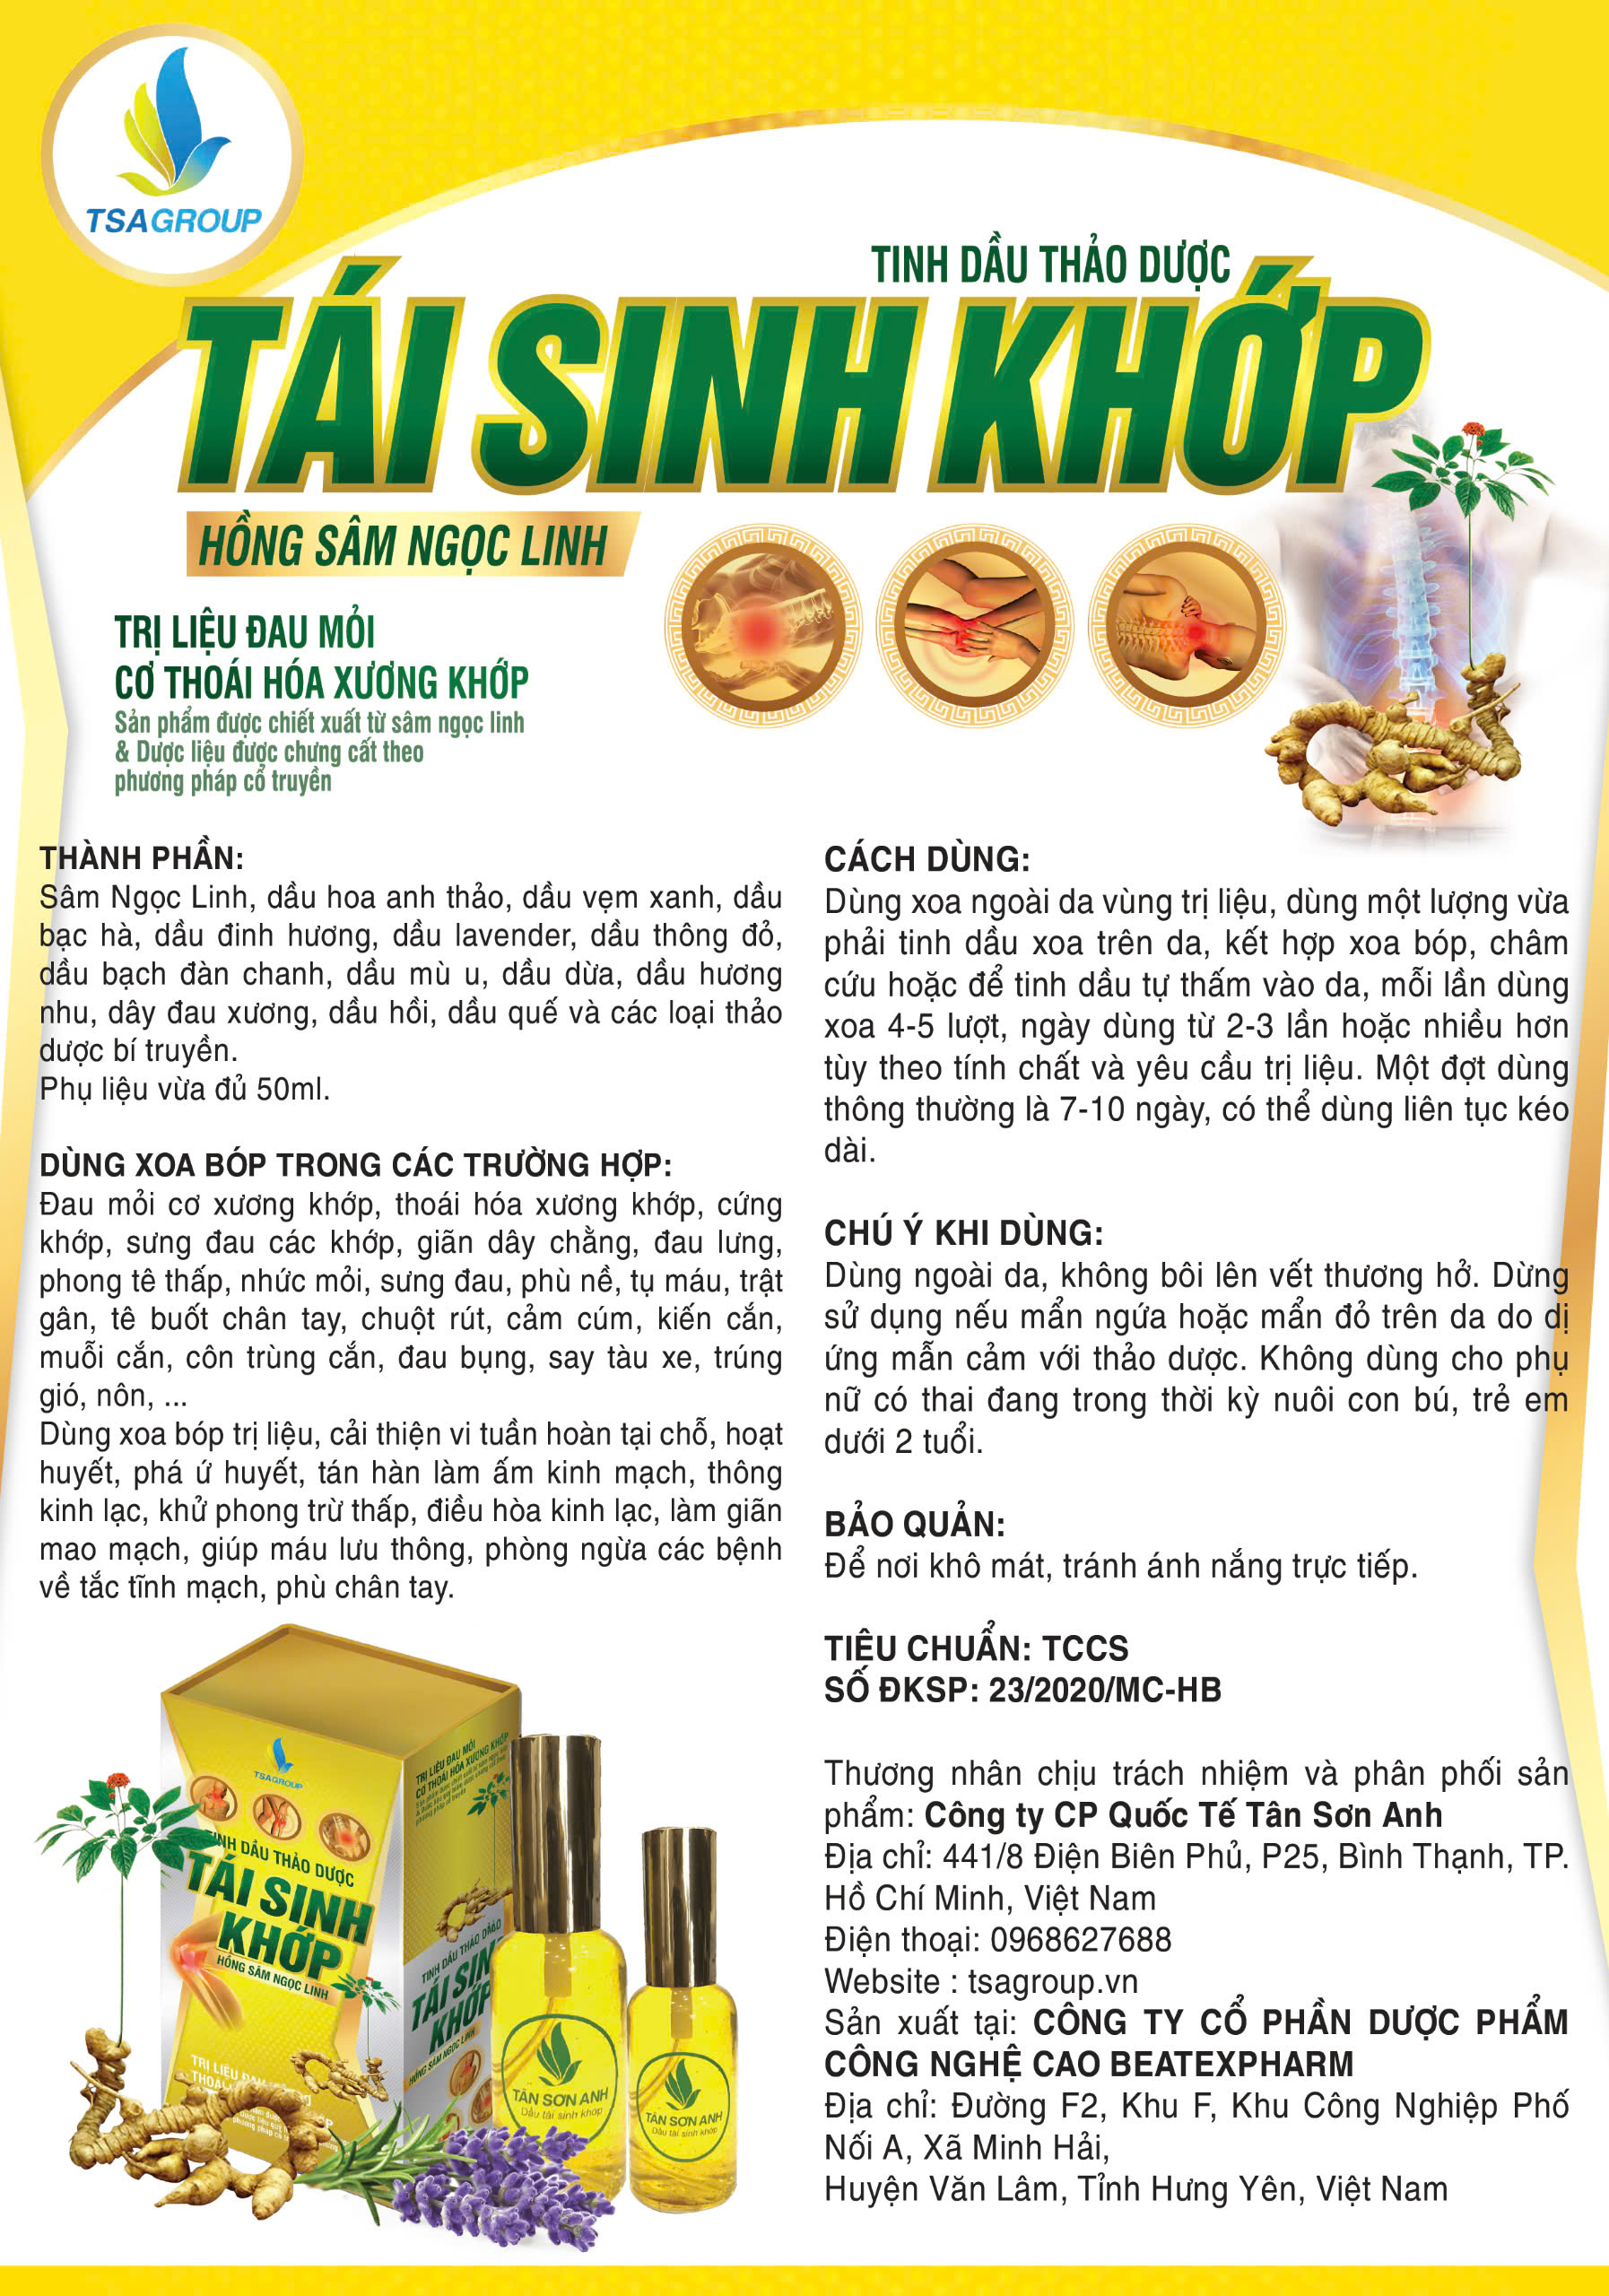 TSAGROUP
TINH DẦU THẢO DƯỢC
TÁI SINH KHỚP
HỒNG SÂM NGỌC LINH
TRỊ LIỆU ĐAU MỎI
CƠ THOÁI HÓA XƯƠNG KHỚP
Sản phẩm được chiết xuất từ sâm ngọc linh
& Dược liệu được chưng cất theo
phương pháp cổ truyền
THÀNH PHẦN:
Sâm Ngọc Linh, dầu hoa anh thảo, dầu vẹm xanh, dầu
bạc hà, dầu đinh hương, dầu lavender, dầu thông đỏ,
dầu bạch đàn chanh, dầu mù u, dầu dừa, dầu hương
nhu, dây đau xương, dầu hồi, dầu quế và các loại thảo
dược bí truyền.
Phụ liệu vừa đủ 50ml.
DÙNG XOA BÓP TRONG CÁC TRƯỜNG HỢP:
Đau mỏi cơ xương khớp, thoái hóa xương khớp, cứng
khớp, sưng đau các khớp, giãn dây chằng, đau lưng,
phong tê thấp, nhức mỏi, sưng đau, phù nề, tụ máu, trật
gân, tê buốt chân tay, chuột rút, cảm cúm, kiến cắn,
muỗi cắn, côn trùng cắn, đau bụng, say tàu xe, trúng
gió, nôn, ...
Dùng xoa bóp trị liệu, cải thiện vi tuần hoàn tại chỗ, hoạt
huyết, phá ứ huyết, tán hàn làm ấm kinh mạch, thông
kinh lạc, khử phong trừ thấp, điều hòa kinh lạc, làm giãn
mao mạch, giúp máu lưu thông, phòng ngừa các bệnh
về tắc tĩnh mạch, phù chân tay.
CÁCH DÙNG:
Dùng xoa ngoài da vùng trị liệu, dùng một lượng vừa
phải tinh dầu xoa trên da, kết hợp xoa bóp, châm
cứu hoặc để tinh dầu tự thấm vào da, mỗi lần dùng
xoa 4-5 lượt, ngày dùng từ 2-3 lần hoặc nhiều hơn
tùy theo tính chất và yêu cầu trị liệu. Một đợt dùng
thông thường là 7-10 ngày, có thể dùng liên tục kéo
dài.
CHÚ Ý KHI DÙNG:
Dùng ngoài da, không bôi lên vết thương hở. Dừng
sử dụng nếu mẩn ngứa hoặc mẩn đỏ trên da do dị
ứng mẫn cảm với thảo dược. Không dùng cho phụ
nữ có thai đang trong thời kỳ nuôi con bú, trẻ em
dưới 2 tuổi.
BẢO QUẢN:
Để nơi khô mát, tránh ánh nắng trực tiếp.
TIÊU CHUẨN: TCCS
SỐ ĐKSP: 23/2020/MC-HB
Thương nhân chịu trách nhiệm và phân phối sản
phẩm: Công ty CP Quốc Tế Tân Sơn Anh
Địa chỉ: 441/8 Điện Biên Phủ, P25, Bình Thạnh, TP.
Hồ Chí Minh, Việt Nam
Điện thoại: 0968627688
Website : tsagroup.vn
Sản xuất tại: CÔNG TY CỔ PHẦN DƯỢC PHẨM
CÔNG NGHỆ CAO BEATEXPHARM
Địa chỉ: Đường F2, Khu F, Khu Công Nghiệp Phố
Nối A, Xã Minh Hải,
Huyện Văn Lâm, Tỉnh Hưng Yên, Việt Nam
TSAGROUP
TINH DẦU THẢO DƯỢC
TÁI SINH
KHỚP
HỒNG SÂM NGỌC LINH
TRỊ LIỆU
TRỊ LIỆU ĐAU MỎI
CƠ THOÁI HÓA XƯƠNG KHỚP
TINH DẦU THẢO DƯỢC
TÁI SINH
KHỚP
HỒNG SÂM NGỌC LINH
TÂN SƠN ANH
Dầu tái sinh khớp
TÂN SƠN ANH
Dầu tái sinh khớp